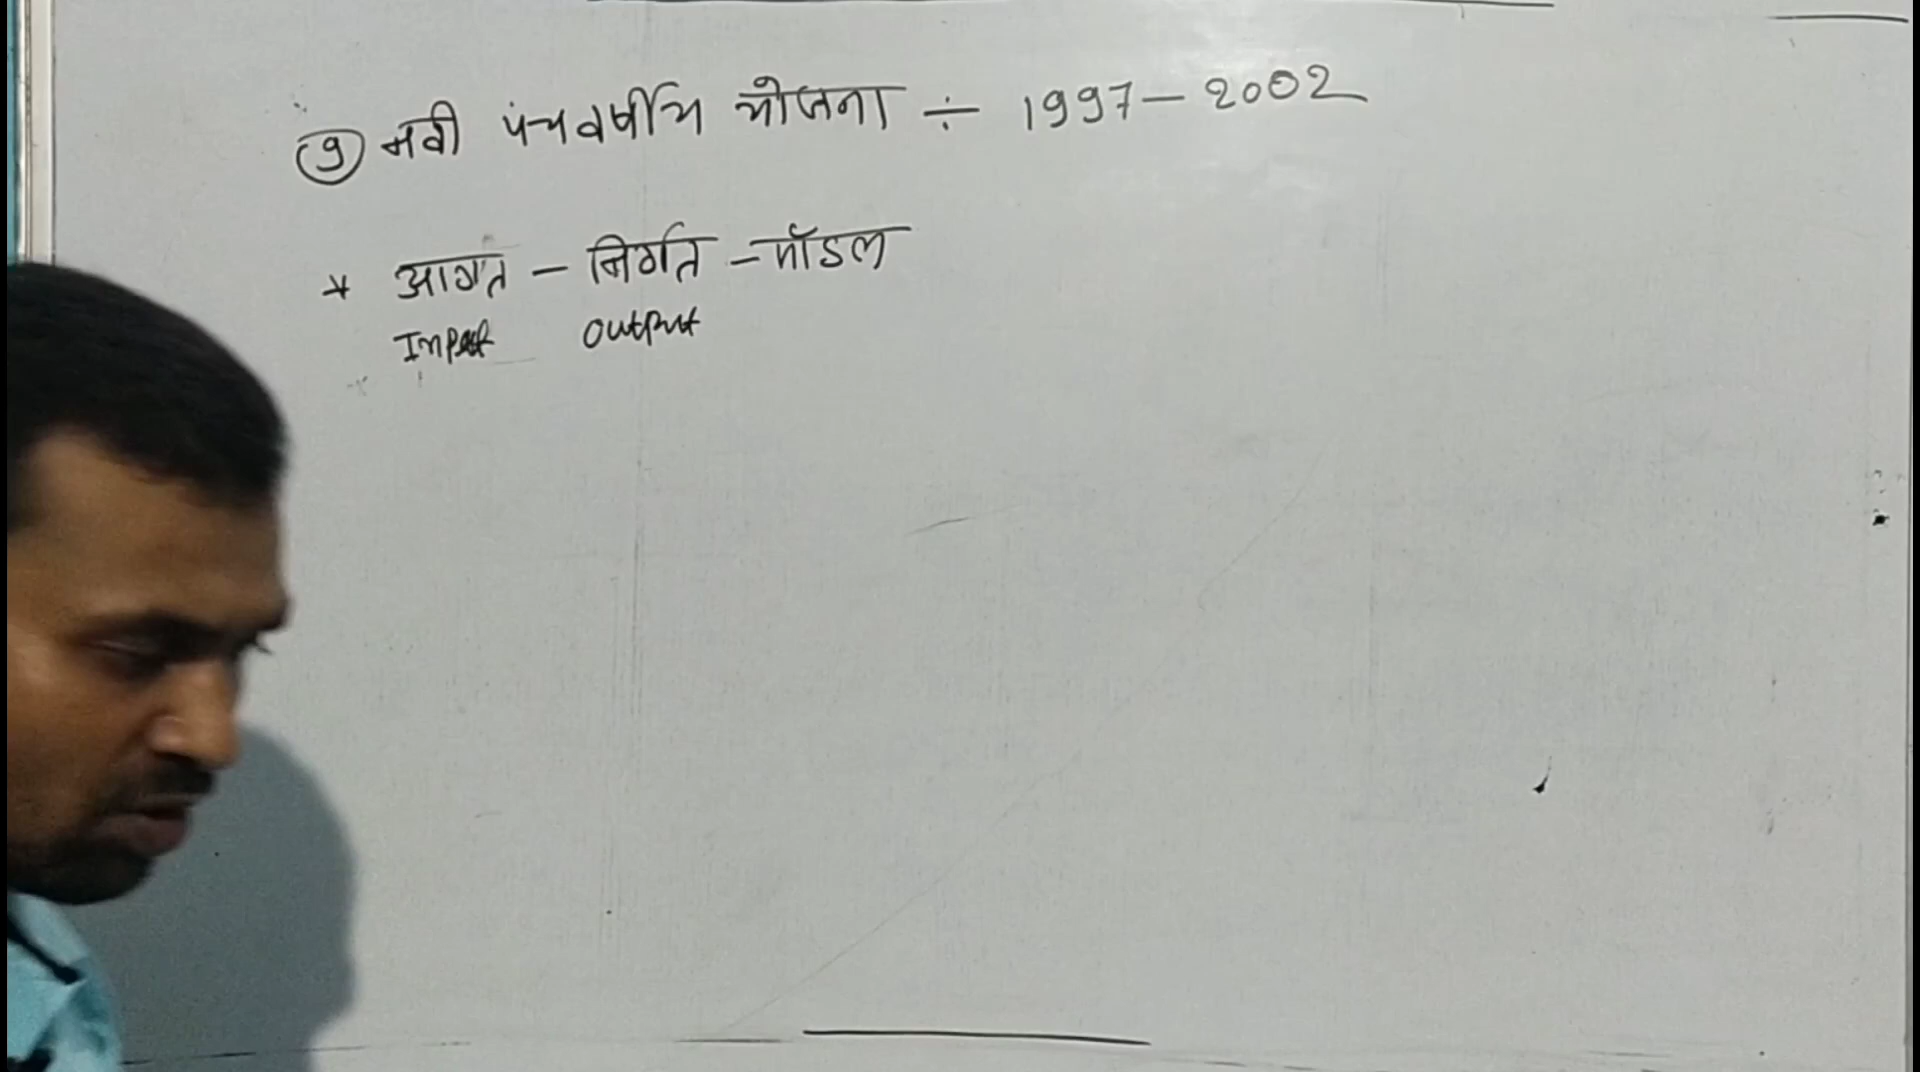 (9) नवी पंचवर्षीय योजना ÷ 1997 – 2002
* आगत – निर्गत – मॉडल
Input Output